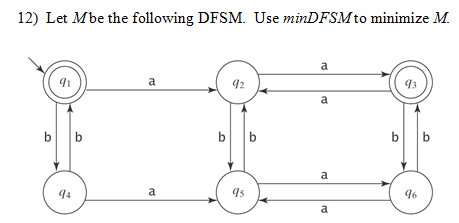 12) Let M be the following DFSM. Use minDFSM to minimize M.
a
q1 a q2 q3
a
b b b b b b
a
q4 a q5 q6
a